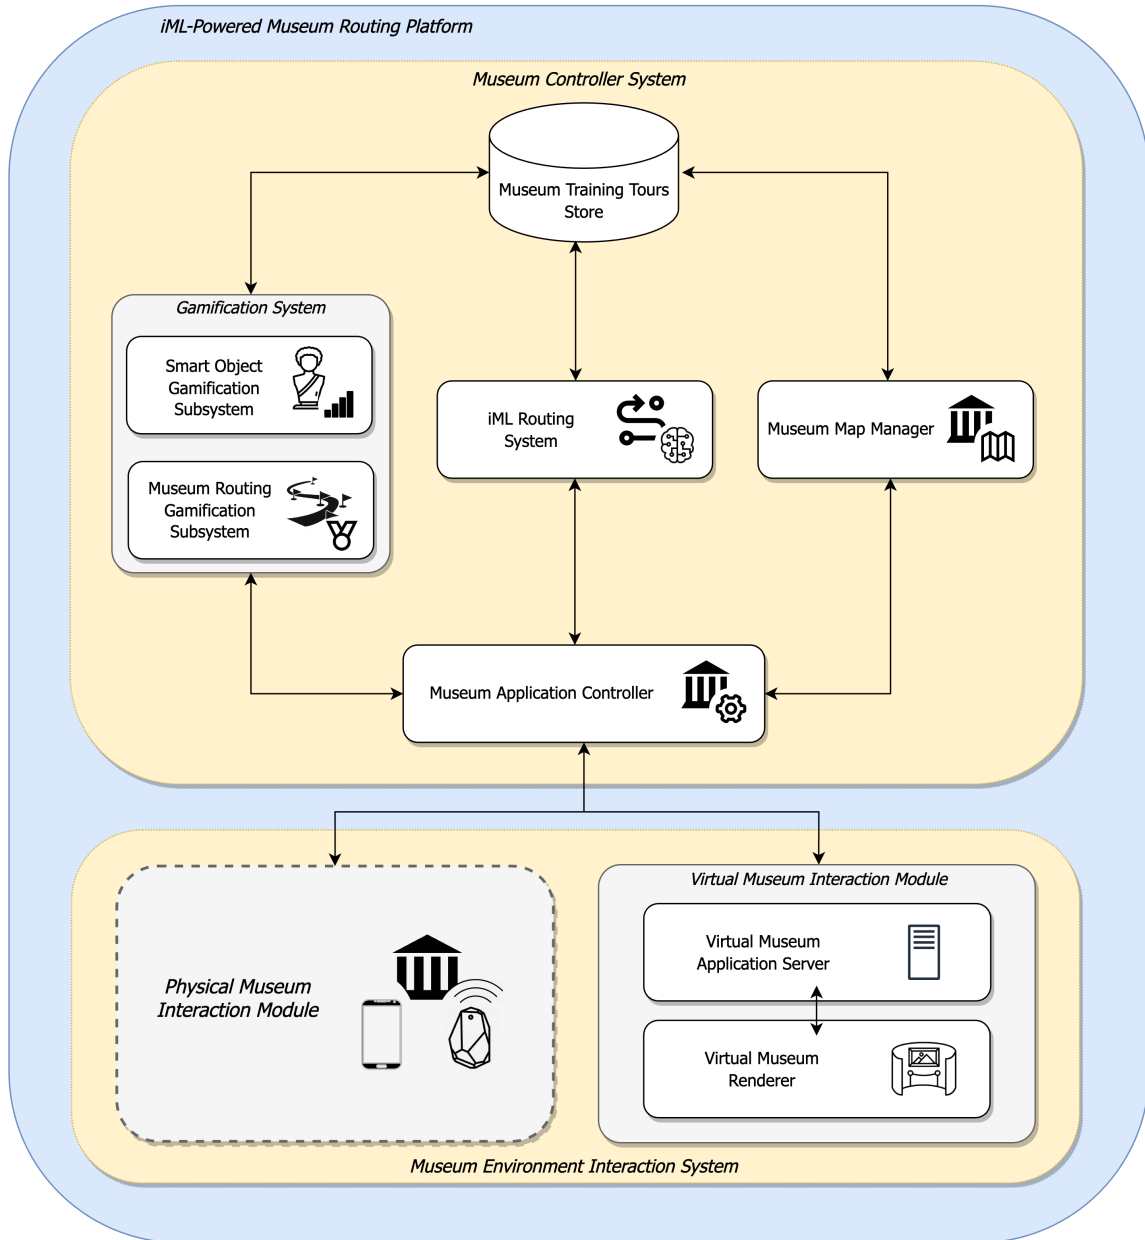 iML-Powered Museum Routing Platform
Museum Controller System
Museum Training Tours
Store
Gamification System
Smart Object
Gamification
Subsystem
Museum Routing
Gamification
Subsystem
iML Routing
System
Museum Map Manager
Museum Application Controller
Physical Museum
Interaction Module
Virtual Museum Interaction Module
Virtual Museum
Application Server
Virtual Museum
Renderer
Museum Environment Interaction System